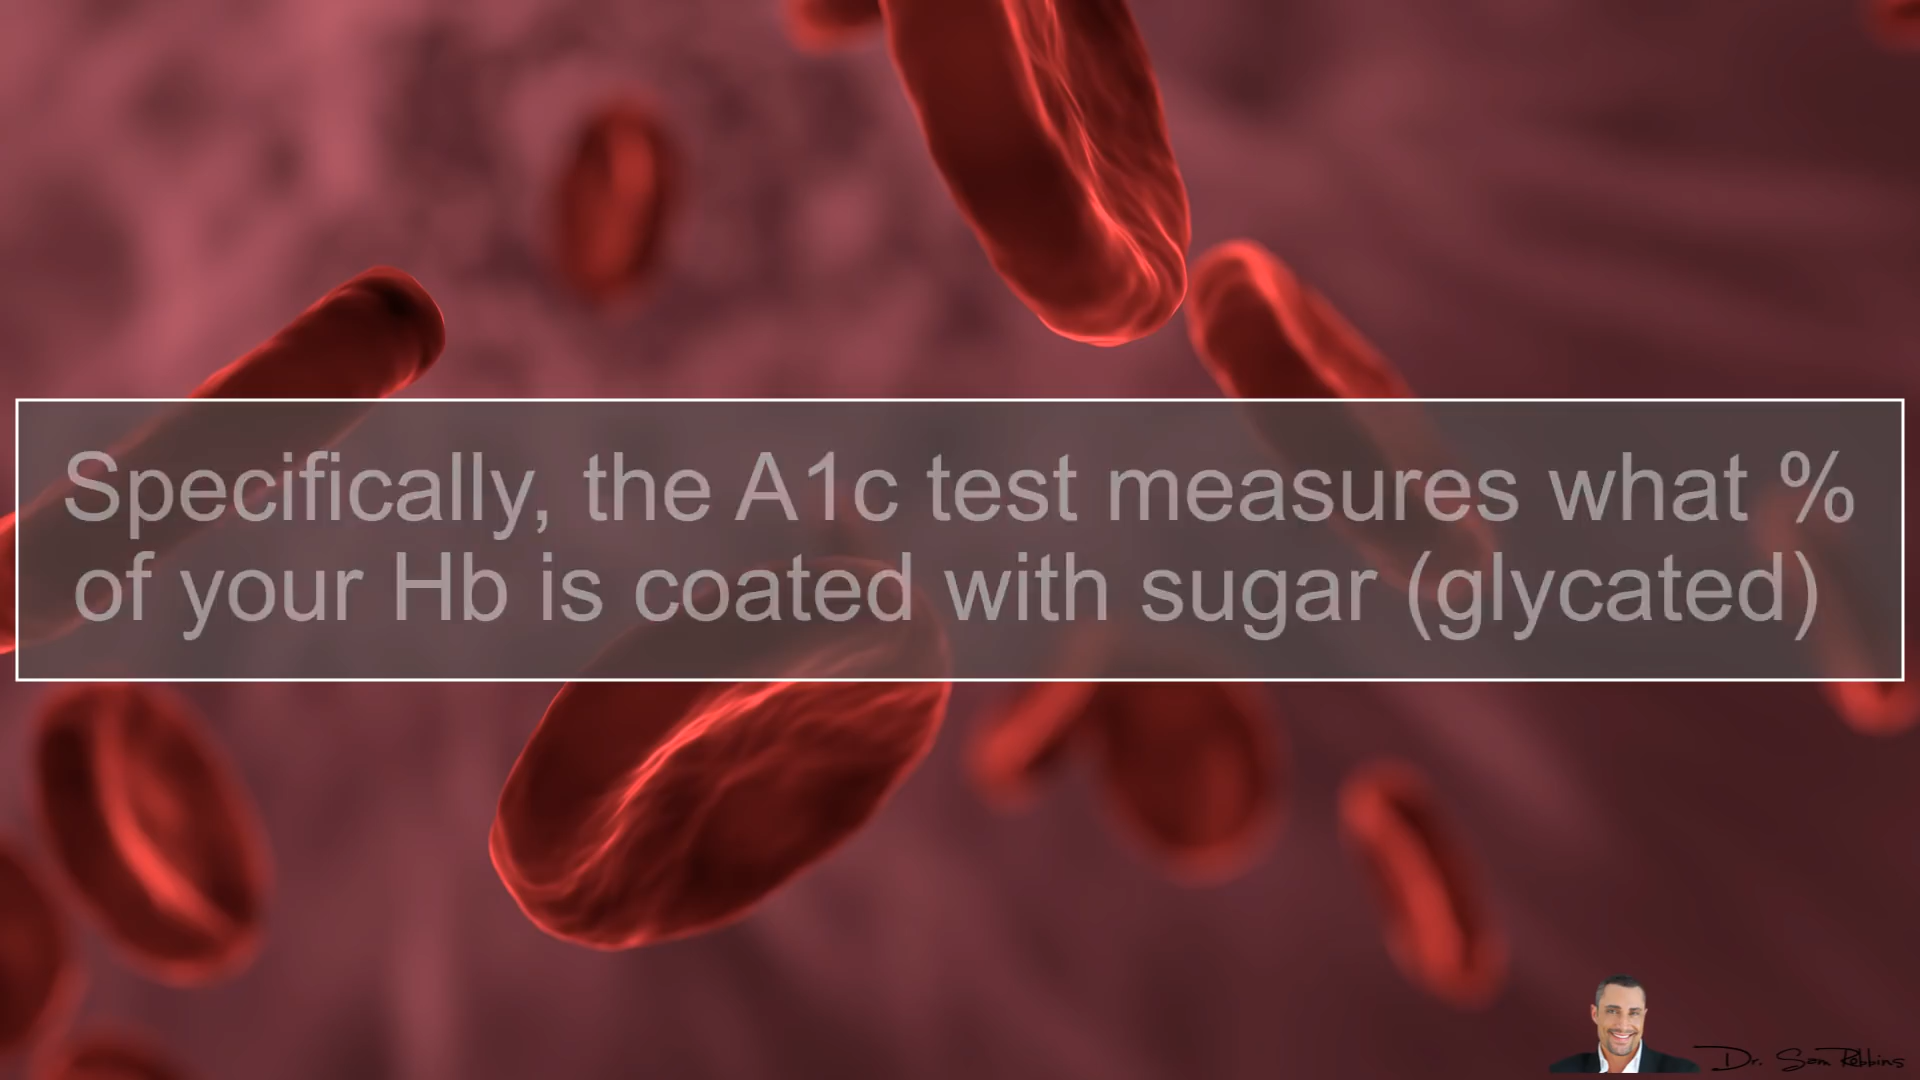 Specifically, the A1c test measures what %
of your Hb is coated with sugar (glycated)
Dr. Sam Robbins